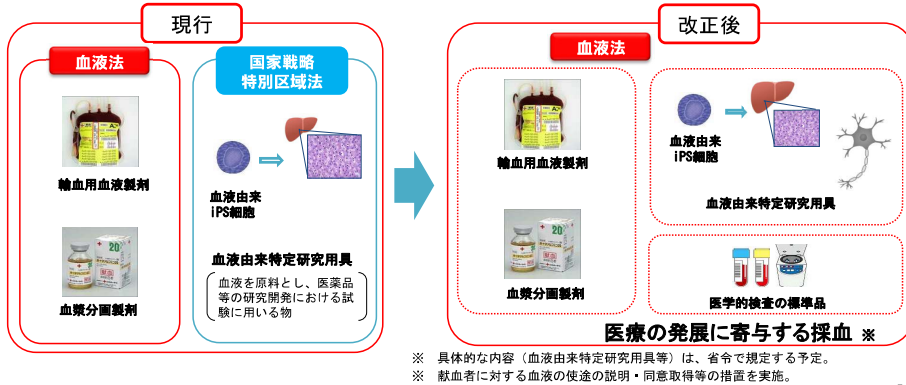 現行
血液法
国家戦略
特別区域法
輸血用血液製剤
血液由来
iPS細胞
20
血漿分画製剤
血液由来特定研究用具
血液を原料とし、医薬品
等の研究開発における試
験に用いる物
改正後
血液法
輸血用血液製剤
20
血漿分画製剤
血液由来
iPS細胞
血液由来特定研究用具
医学的検査の標準品
医療の発展に寄与する採血 ※
※ 具体的な内容（血液由来特定研究用具等）は、省令で規定する予定。
※ 献血者に対する血液の使途の説明・同意取得等の措置を実施。